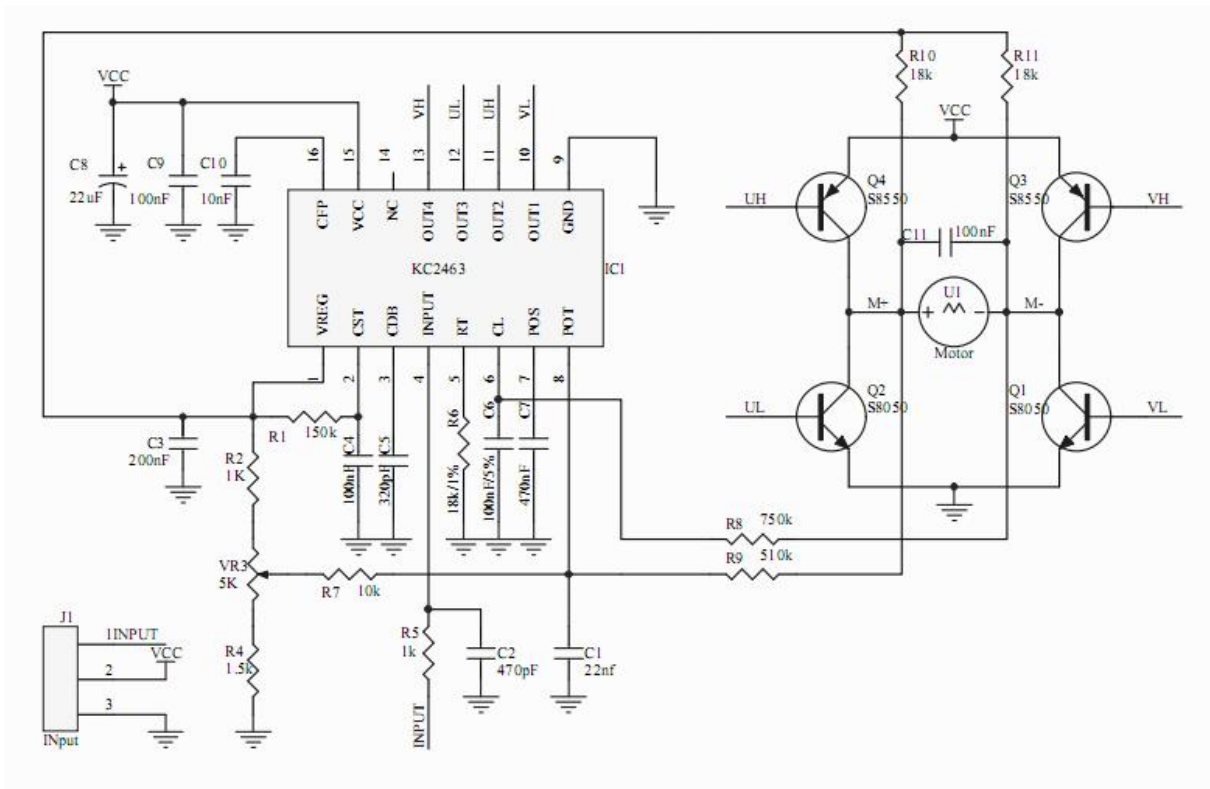 R10
18k
R11
18k
VCC
VH
UL
UH
VL
VCC
C8
22uF
+
C9
100nF
C10
10nF
16
15
14
13
12
11
10
9
CFP
VCC
NC
OUT4
OUT3
OUT2
OUT1
GND
KC2463
IC1
VREG
CST
CDB
INPUT
RT
CL
POS
POT
1
2
3
4
5
6
7
8
Q4
S8550
Q3
S8550
UH
VH
C11
100nF
U1
M+
+
-
M-
Motor
Q2
S8050
Q1
S8050
UL
VL
C3
200nF
R1
150k
R2
1K
C4
100nF
C5
320pF
R6
18k/1%
C6
100nF/5%
C7
470nF
R8
750k
R9
510k
VR3
5K
R7
10k
R4
1.5k
R5
1k
C2
470pF
C1
22nf
INPUT
J1
1INPUT
VCC
2
3
INput